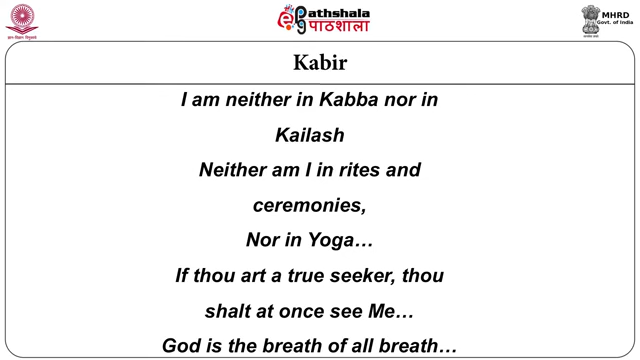 Pathshala
पाठशाला
MHRD
Govt. of India
Kabir
I am neither in Kabba nor in
Kailash
Neither am I in rites and
ceremonies,
Nor in Yoga…
If thou art a true seeker, thou
shalt at once see Me…
God is the breath of all breath…